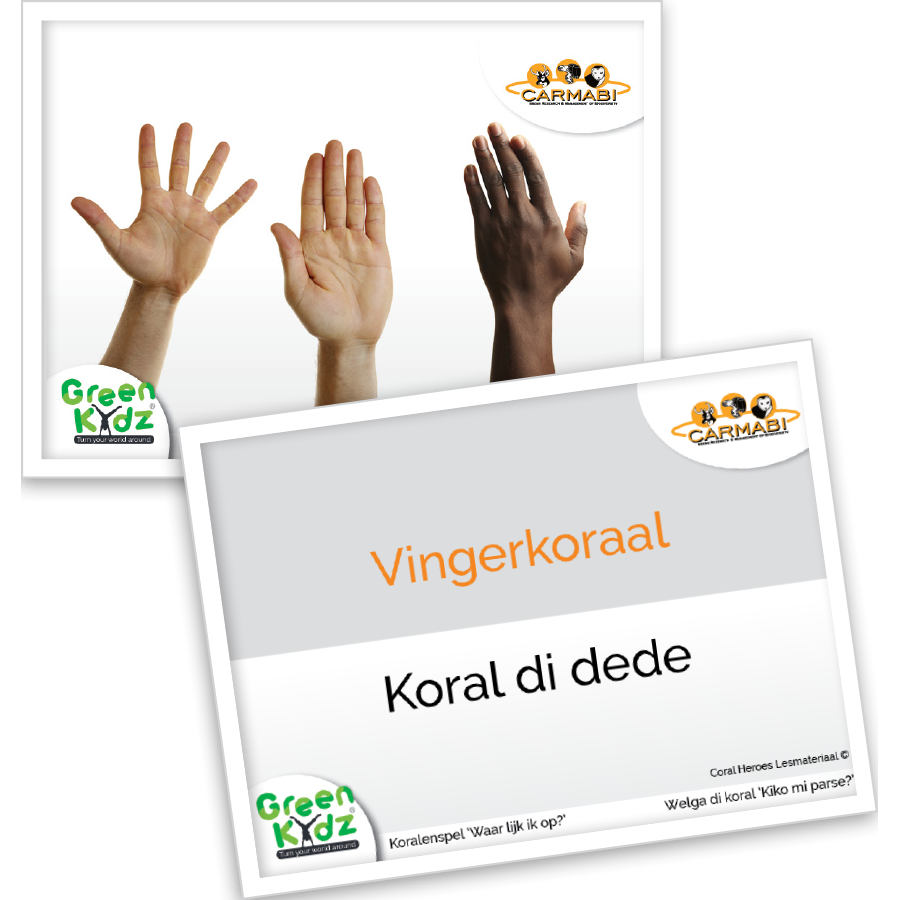 CARMABI
Green
Kidz®
Turn your world around
CARMABI
Vingerkoraal
Koral di dede
Coral Heroes Lesmateriaal ©
Welga di koral 'Kiko mi parse?'
Koralenspel 'Waar lijk ik op?'
Green
Kidz®
Turn your world around